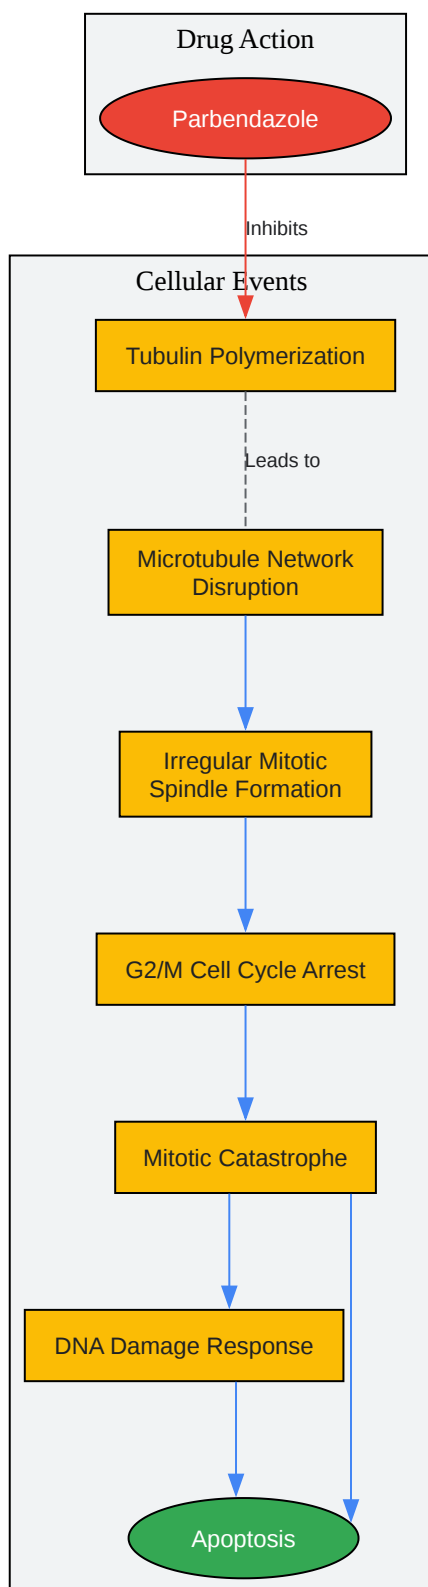 Drug Action
Parbendazole
Inhibits
Cellular Events
Tubulin Polymerization
Leads to
Microtubule Network
Disruption
Irregular Mitotic
Spindle Formation
G2/M Cell Cycle Arrest
Mitotic Catastrophe
DNA Damage Response
Apoptosis